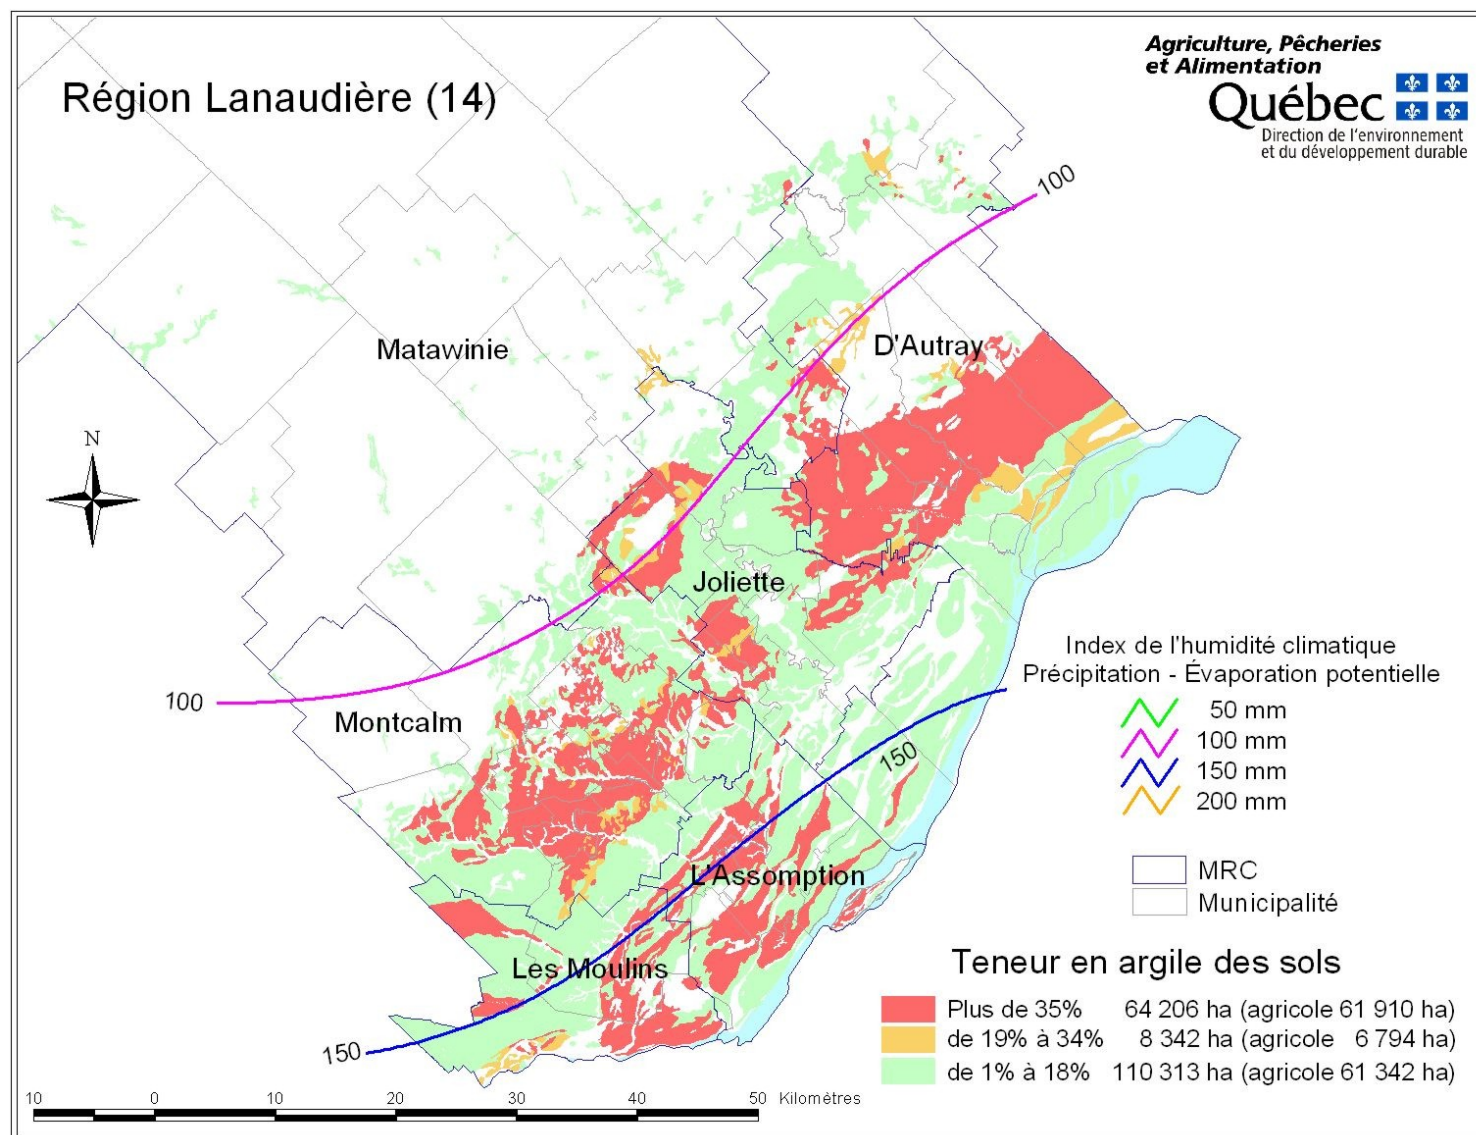 Région Lanaudière (14)
Agriculture, Pêcheries
et Alimentation
Québec
Direction de l'environnement
et du développement durable
100
Matawinie
D'Autray
N
Joliette
100
Montcalm
150
L'Assomption
Les Moulins
150
Index de l'humidité climatique
Précipitation - Évaporation potentielle
50 mm
100 mm
150 mm
200 mm
MRC
Municipalité
Teneur en argile des sols
Plus de 35% 64 206 ha (agricole 61 910 ha)
de 19% à 34% 8 342 ha (agricole 6 794 ha)
de 1% à 18% 110 313 ha (agricole 61 342 ha)
10 0 10 20 30 40 50 Kilomètres